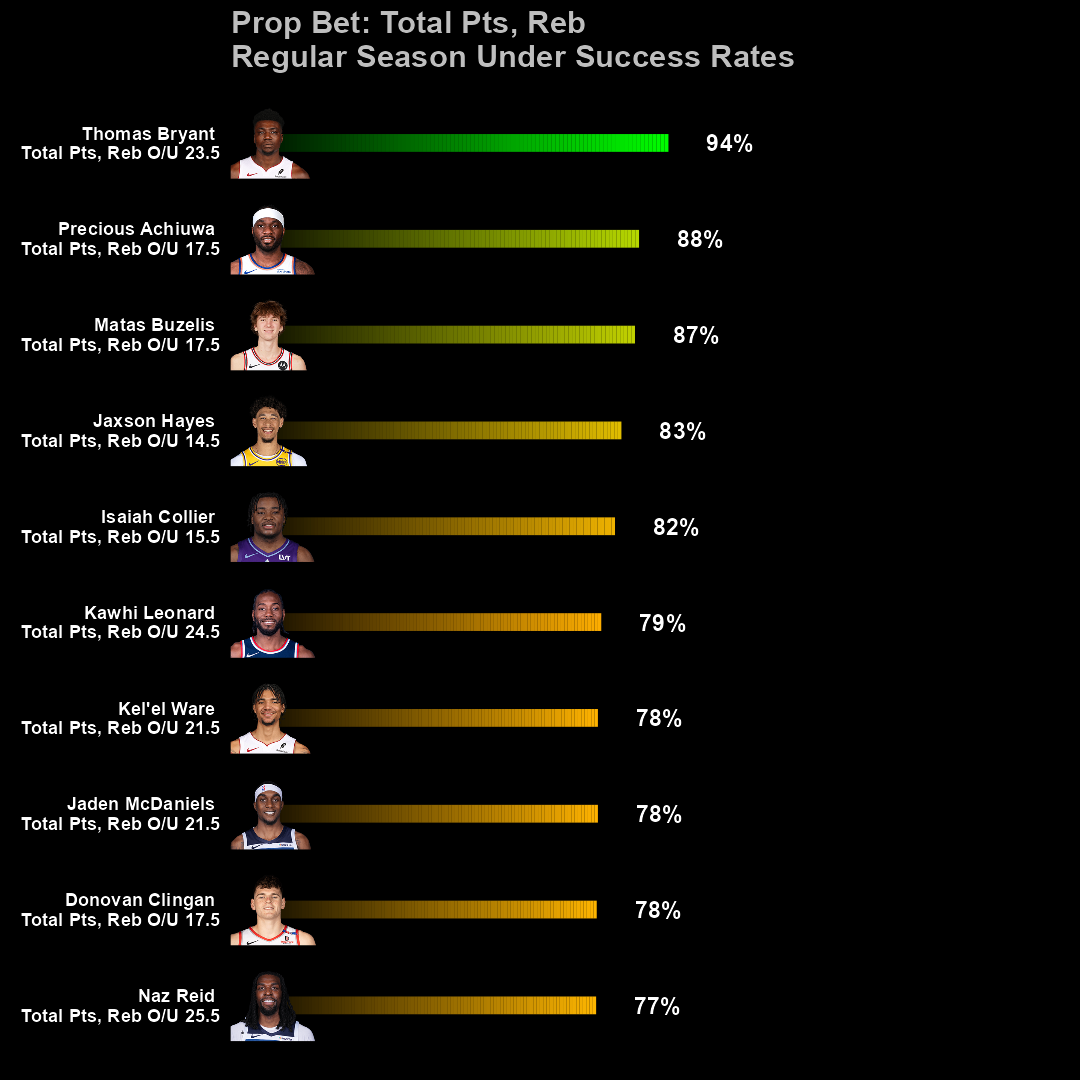 Prop Bet: Total Pts, Reb
Regular Season Under Success Rates
Thomas Bryant
Total Pts, Reb O/U 23.5
94%
Precious Achiuwa
Total Pts, Reb O/U 17.5
88%
Matas Buzelis
Total Pts, Reb O/U 17.5
87%
Jaxson Hayes
Total Pts, Reb O/U 14.5
83%
Isaiah Collier
Total Pts, Reb O/U 15.5
82%
Kawhi Leonard
Total Pts, Reb O/U 24.5
79%
Kel'el Ware
Total Pts, Reb O/U 21.5
78%
Jaden McDaniels
Total Pts, Reb O/U 21.5
78%
Donovan Clingan
Total Pts, Reb O/U 17.5
78%
Naz Reid
Total Pts, Reb O/U 25.5
77%